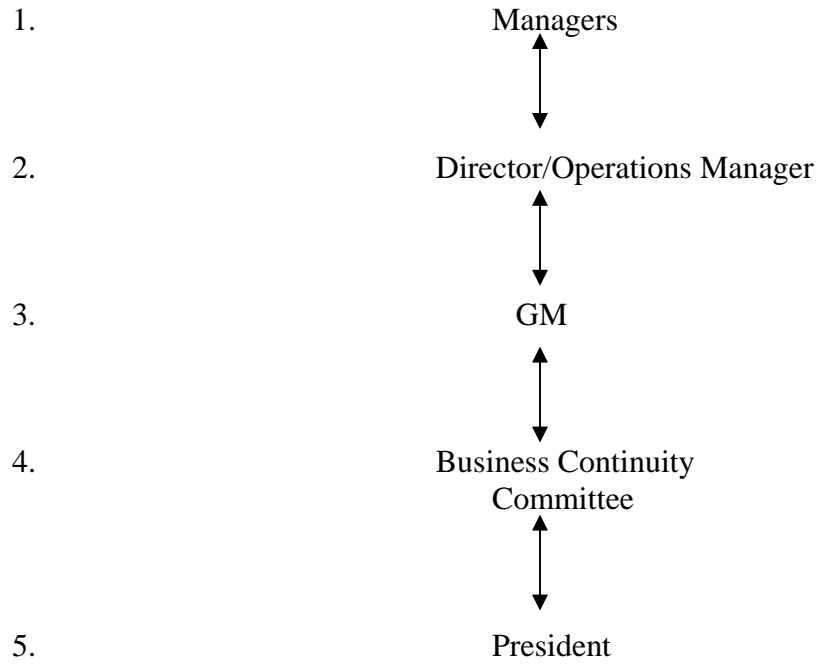 1. Managers
2. Director/Operations Manager
3. GM
4. Business Continuity
Committee
5. President